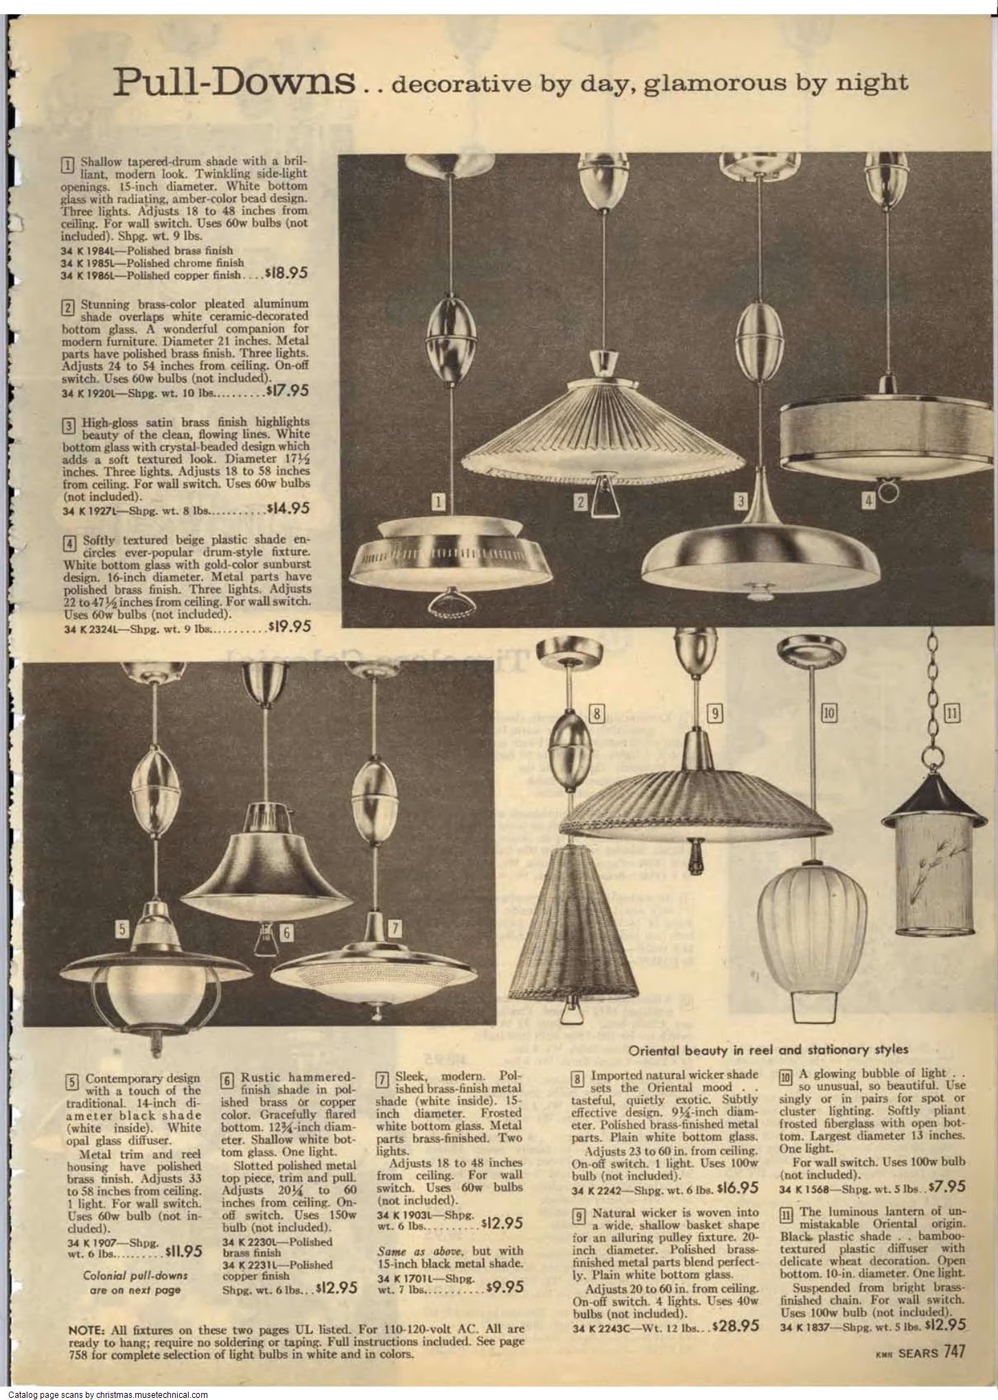 Pull-Downs . . decorative by day, glamorous by night
1 Shallow tapered-drum shade with a bril-
liant, modern look. Twinkling side-light
openings. 15-inch diameter. White bottom
glass with radiating, amber-color bead design.
Three lights. Adjusts 18 to 48 inches from
ceiling. For wall switch. Uses 60w bulbs (not
included). Shpg. wt. 9 lbs.
34 K 1984L—Polished brass finish
34 K 1985L—Polished chrome finish
34 K 1986L—Polished copper finish....$18.95
2 Stunning brass-color pleated aluminum
shade overlaps white ceramic-decorated
bottom glass. A wonderful companion for
modern furniture. Diameter 21 inches. Metal
parts have polished brass finish. Three lights.
Adjusts 24 to 54 inches from ceiling. On-off
switch. Uses 60w bulbs (not included).
34 K 1920L—Shpg. wt. 10 lbs..........$17.95
3 High-gloss satin brass finish highlights
beauty of the clean, flowing lines. White
bottom glass with crystal-beaded design which
adds a soft textured look. Diameter 17½
inches. Three lights. Adjusts 18 to 58 inches
from ceiling. For wall switch. Uses 60w bulbs
(not included).
34 K 1927L—Shpg. wt. 8 lbs...........$14.95
4 Softly textured beige plastic shade en-
circles ever-popular drum-style fixture.
White bottom glass with gold-color sunburst
design. 16-inch diameter. Metal parts have
polished brass finish. Three lights. Adjusts
22 to 47½ inches from ceiling. For wall switch.
Uses 60w bulbs (not included).
34 K 2324L—Shpg. wt. 9 lbs...........$19.95
1
2
3
4
5
6
7
8
9
10
11
Oriental beauty in reel and stationary styles
5 Contemporary design
with a touch of the
traditional. 14-inch di-
ameter black shade
(white inside). White
opal glass diffuser.
Metal trim and reel
housing have polished
brass finish. Adjusts 33
to 58 inches from ceiling.
1 light. For wall switch.
Uses 60w bulb (not in-
cluded).
34 K 1907—Shpg.
wt. 6 lbs.........$11.95
Colonial pull-downs
are on next page
6 Rustic hammered-
finish shade in pol-
ished brass or copper
color. Gracefully flared
bottom. 12¾-inch diam-
eter. Shallow white bot-
tom glass. One light.
Slotted polished metal
top piece, trim and pull.
Adjusts 20¼ to 60
inches from ceiling. On-
off switch. Uses 150w
bulb (not included).
34 K 2230L—Polished
brass finish
34 K 2231L—Polished
copper finish
Shpg. wt. 6 lbs...$12.95
7 Sleek, modern. Pol-
ished brass-finish metal
shade (white inside). 15-
inch diameter. Frosted
white bottom glass. Metal
parts brass-finished. Two
lights.
Adjusts 18 to 48 inches
from ceiling. For wall
switch. Uses 60w bulbs
(not included).
34 K 1903L—Shpg.
wt. 6 lbs..........$12.95
Same as above, but with
15-inch black metal shade.
34 K 1701L—Shpg.
wt. 7 lbs...........$9.95
8 Imported natural wicker shade
sets the Oriental mood . .
tasteful, quietly exotic. Subtly
effective design. 9¼-inch diam-
eter. Polished brass-finished metal
parts. Plain white bottom glass.
Adjusts 23 to 60 in. from ceiling.
On-off switch. 1 light. Uses 100w
bulb (not included).
34 K 2242—Shpg. wt. 6 lbs. $16.95
9 Natural wicker is woven into
a wide, shallow basket shape
for an alluring pulley fixture. 20-
inch diameter. Polished brass-
finished metal parts blend perfect-
ly. Plain white bottom glass.
Adjusts 20 to 60 in. from ceiling.
On-off switch. 4 lights. Uses 40w
bulbs (not included).
34 K 2243C—Wt. 12 lbs...$28.95
10 A glowing bubble of light . .
so unusual, so beautiful. Use
singly or in pairs for spot or
cluster lighting. Softly pliant
frosted fiberglass with open bot-
tom. Largest diameter 13 inches.
One light.
For wall switch. Uses 100w bulb
(not included).
34 K 1568—Shpg. wt. 5 lbs..$7.95
11 The luminous lantern of un-
mistakable Oriental origin.
Black plastic shade . . bamboo-
textured plastic diffuser with
delicate wheat decoration. Open
bottom. 10-in. diameter. One light.
Suspended from bright brass-
finished chain. For wall switch.
Uses 100w bulb (not included).
34 K 1837—Shpg. wt. 5 lbs. $12.95
NOTE: All fixtures on these two pages UL listed. For 110-120-volt AC. All are
ready to hang; require no soldering or taping. Full instructions included. See page
758 for complete selection of light bulbs in white and in colors.
KMN SEARS 747
Catalog page scans by christmas.musetechnical.com